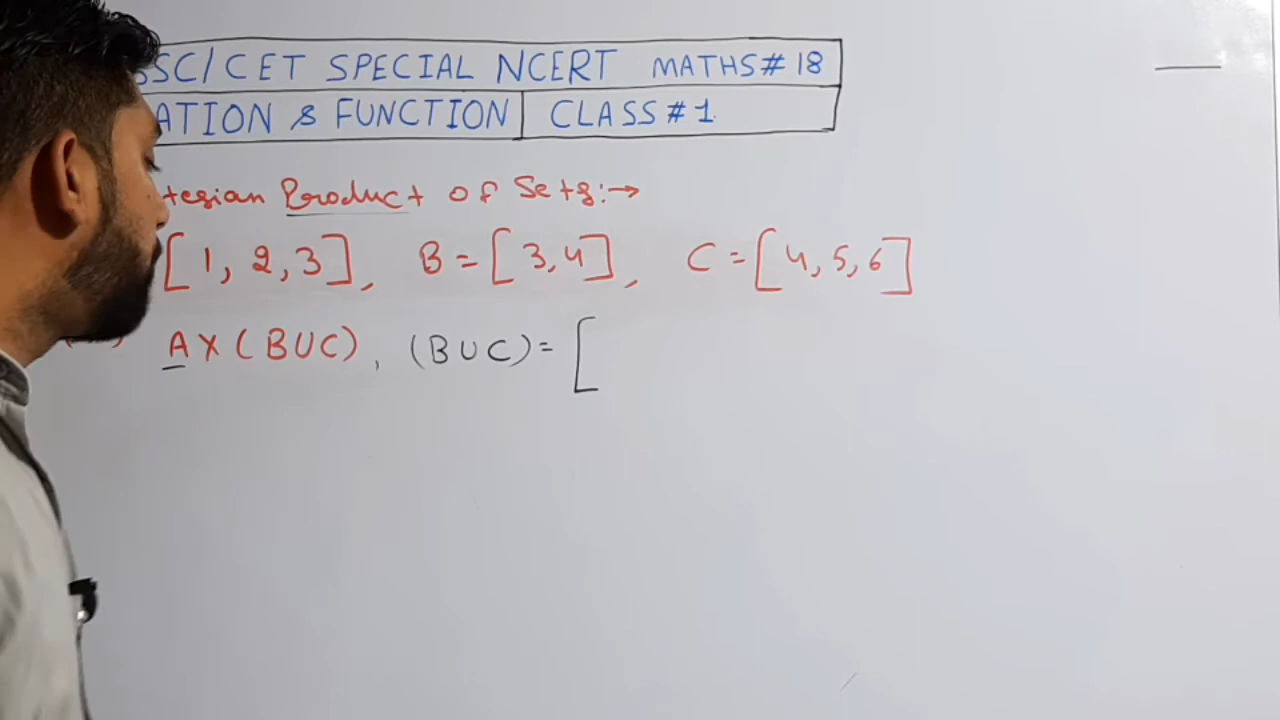 SSC/CET SPECIAL NCERT MATHS#18
ATION & FUNCTION CLASS#1.
tesian Product of Sets:→
[1, 2, 3], B = [3, 4], C = [4, 5, 6]
A X (B U C), (B U C) = [